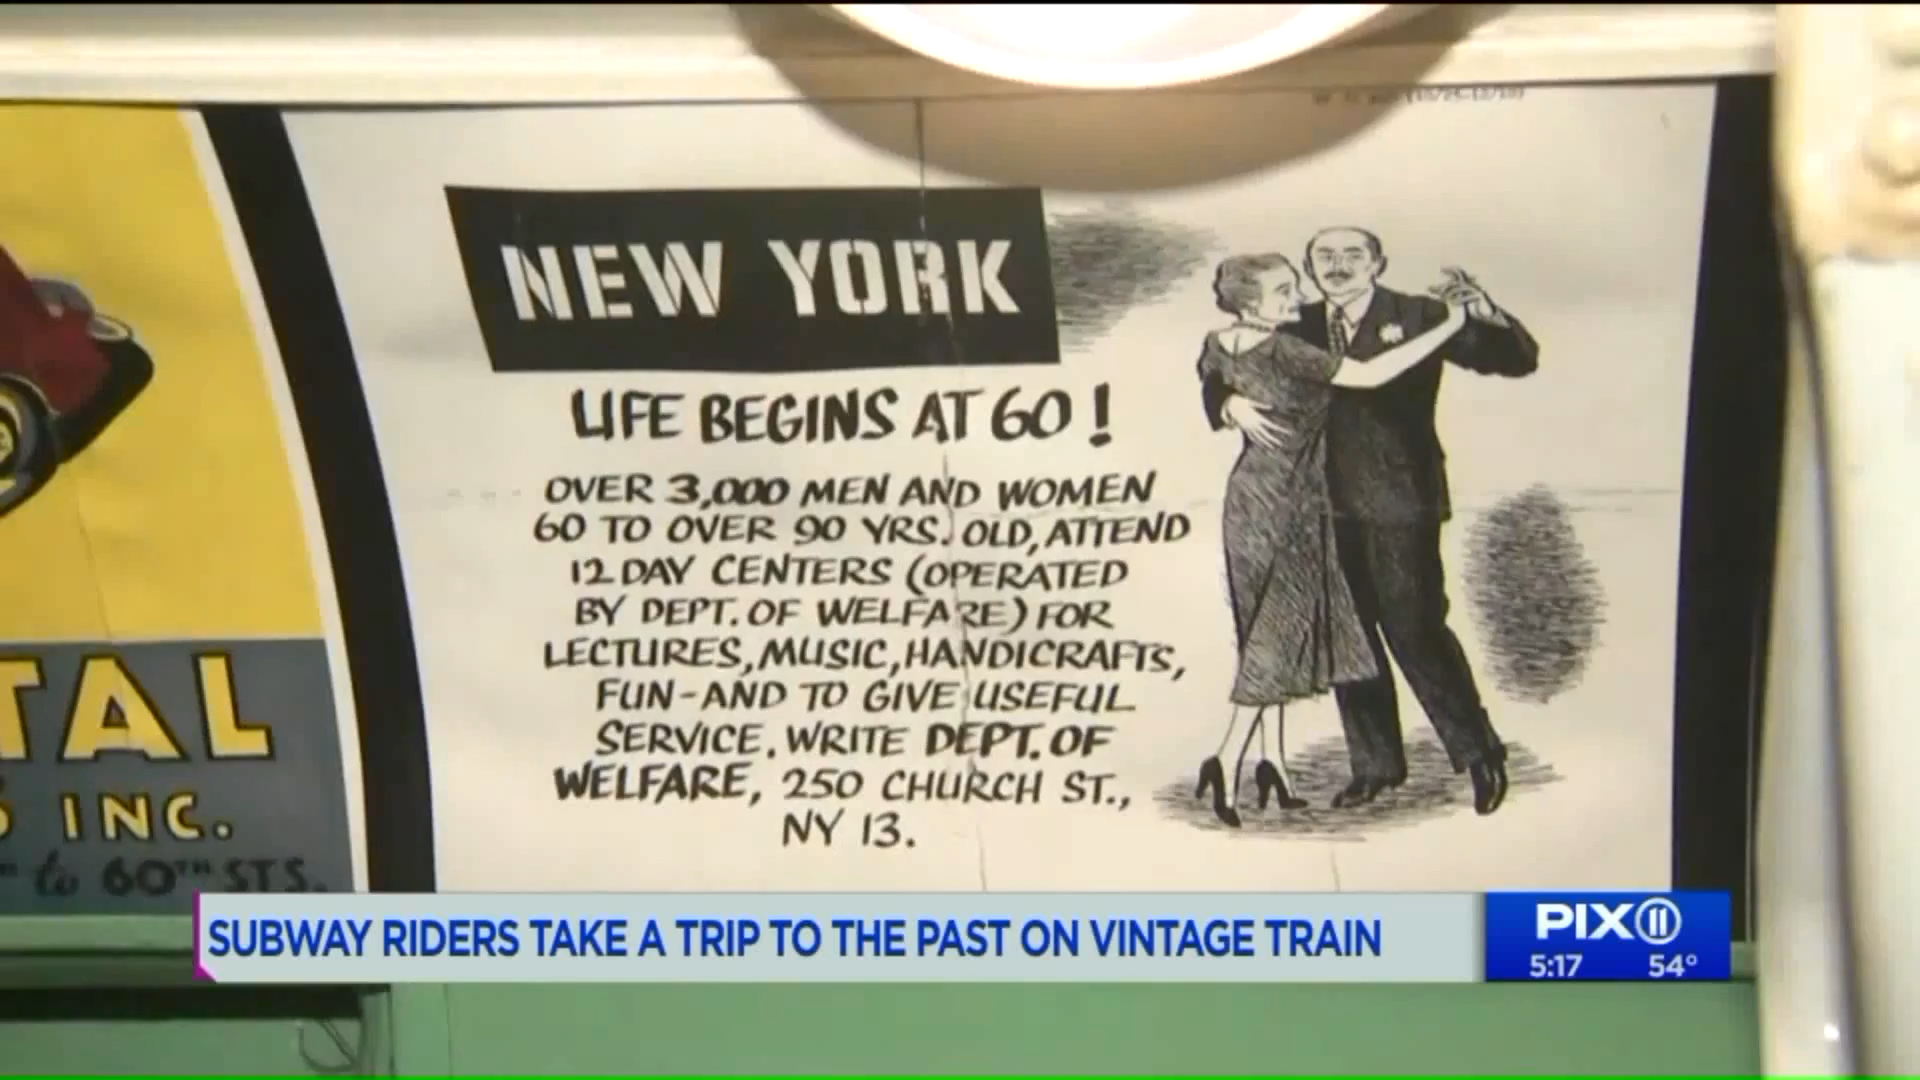 NEW YORK
LIFE BEGINS AT 60!
OVER 3,000 MEN AND WOMEN
60 TO OVER 90 YRS. OLD, ATTEND
12 DAY CENTERS (OPERATED
BY DEPT. OF WELFARE) FOR
LECTURES, MUSIC, HANDICRAFTS,
FUN-AND TO GIVE USEFUL
SERVICE. WRITE DEPT. OF
WELFARE, 250 CHURCH ST.,
NY 13.
TAL
INC.
to 60TH STS.
SUBWAY RIDERS TAKE A TRIP TO THE PAST ON VINTAGE TRAIN
PIX11
5:17 54°